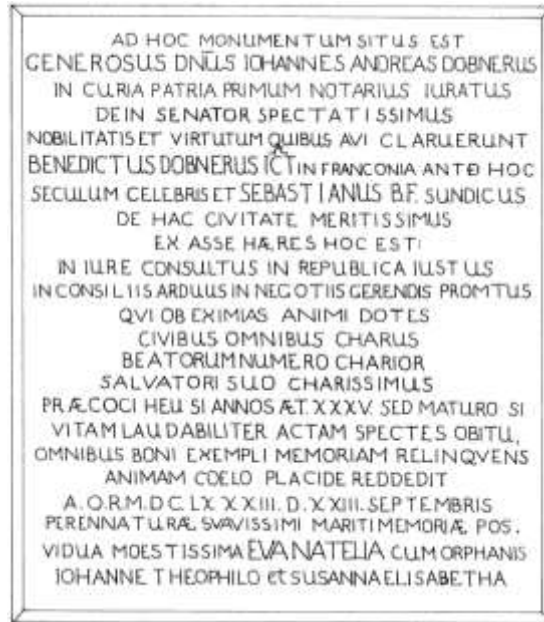 AD HOC MONUMENTUM SITUS EST
GENEROSUS DNUS IOHANNES ANDREAS DOBNERUS
IN CURIA PATRIA PRIMUM NOTARIUS IURATUS
DEIN SENATOR SPECTATISSIMUS
NOBILITATIS ET VIRTUTUM QUIBUS AVI CLARUERUNT
BENEDICTUS DOBNERUS ICT IN FRANCONIA ANTE HOC
SECULUM CELEBRIS ET SEBASTIANUS B.F. SUNDICUS
DE HAC CIVITATE MERITISSIMUS
EX ASSE HÆRES HOC EST:
IN IURE CONSULTUS IN REPUBLICA IUSTUS
IN CONSILIIS ARDUUS IN NEGOTIIS GERENDIS PROMTUS
QVI OB EXIMIAS ANIMI DOTES
CIVIBUS OMNIBUS CHARUS
BEATORUM NUMERO CHARIOR
SALVATORI SUO CHARISSIMUS
PRÆCOCI HEU SI ANNOS ÆT. XXXV. SED MATURO SI
VITAM LAUDABILITER ACTAM SPECTES OBITU,
OMNIBUS BONI EXEMPLI MEMORIAM RELINQVENS
ANIMAM COELO PLACIDE REDDEDIT
A.O.R.M.DC.LXXXIII.D.XXIII.SEPTEMBRIS
PERENNATURÆ SVAVISSIMI MARITI MEMORIÆ POS.
VIDUA MOESTISSIMA EVA NATELIA CUM ORPHANIS
IOHANNE THEOPHILO et SUSANNA ELISABETHA